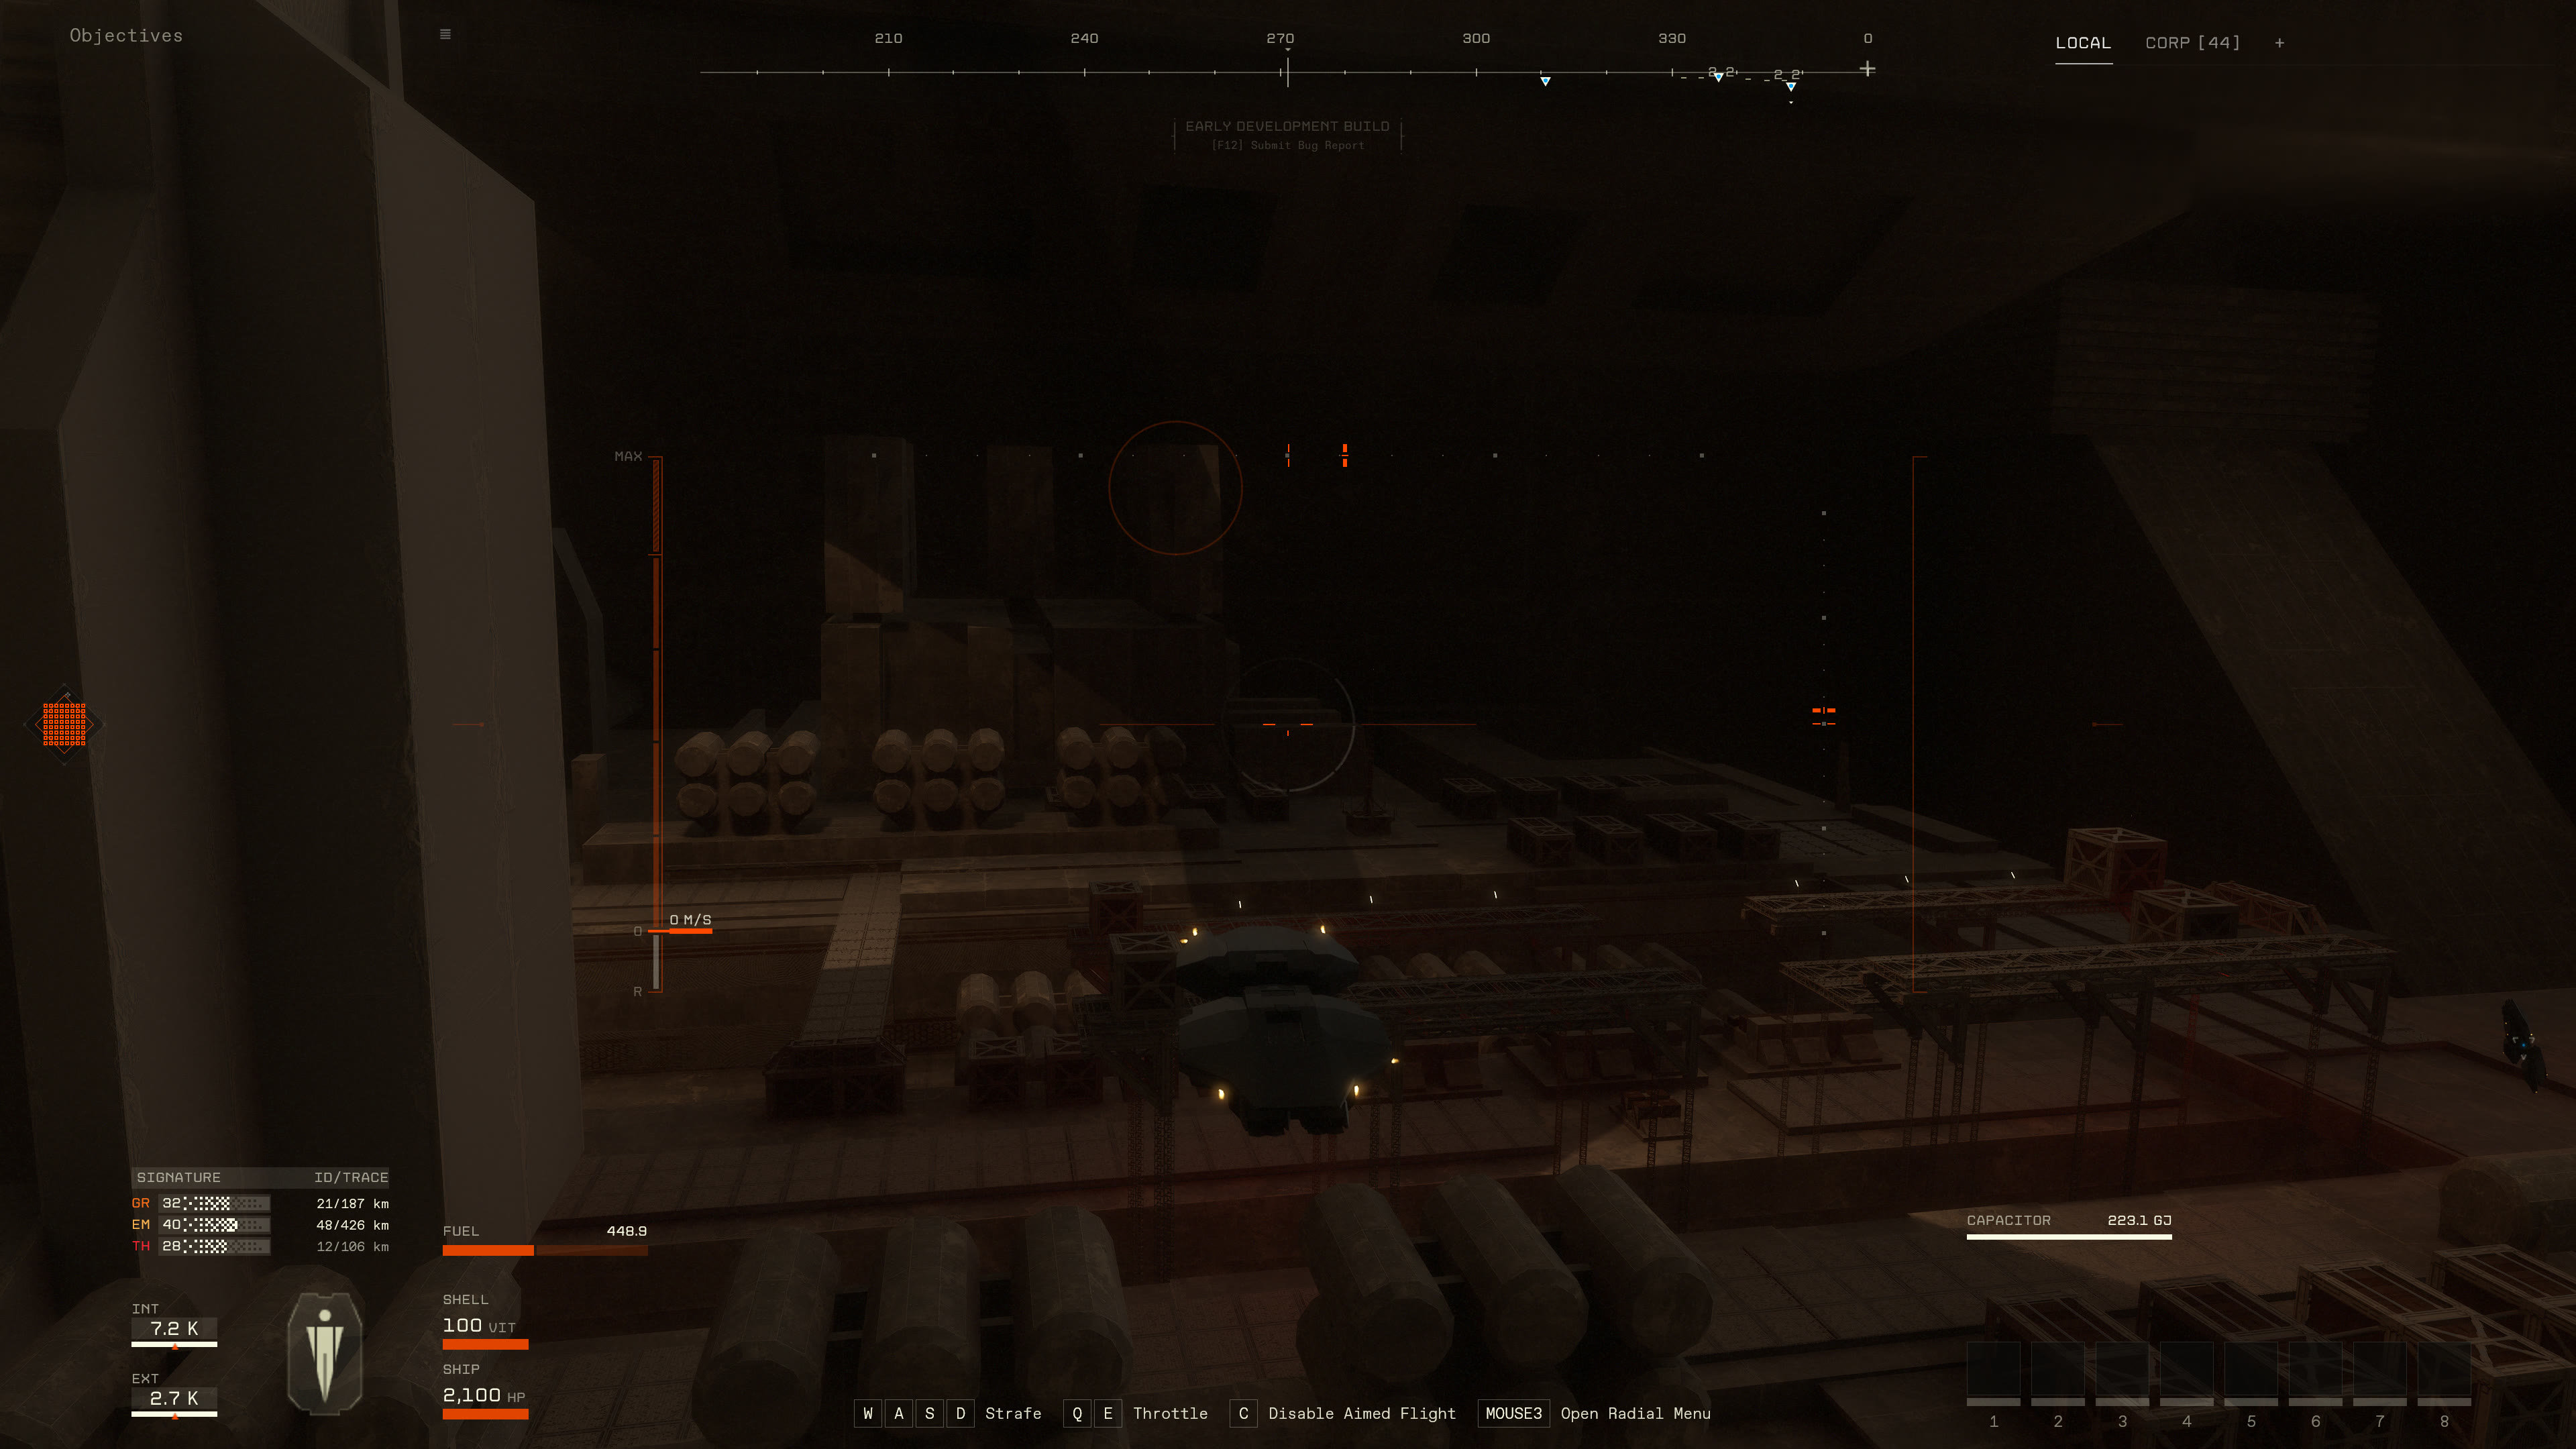 Objectives
210 240 270 300 330 0
LOCAL CORP [44] +
EARLY DEVELOPMENT BUILD
[F12] Submit Bug Report
MAX
0 M/S
0
R
SIGNATURE ID/TRACE
GR 32 21/187 km
EM 40 48/426 km
TH 28 12/106 km
FUEL 448.9
CAPACITOR 223.1 GJ
INT
7.2 K
EXT
2.7 K
SHELL
100 VIT
SHIP
2,100 HP
W A S D Strafe Q E Throttle C Disable Aimed Flight MOUSE3 Open Radial Menu
1 2 3 4 5 6 7 8